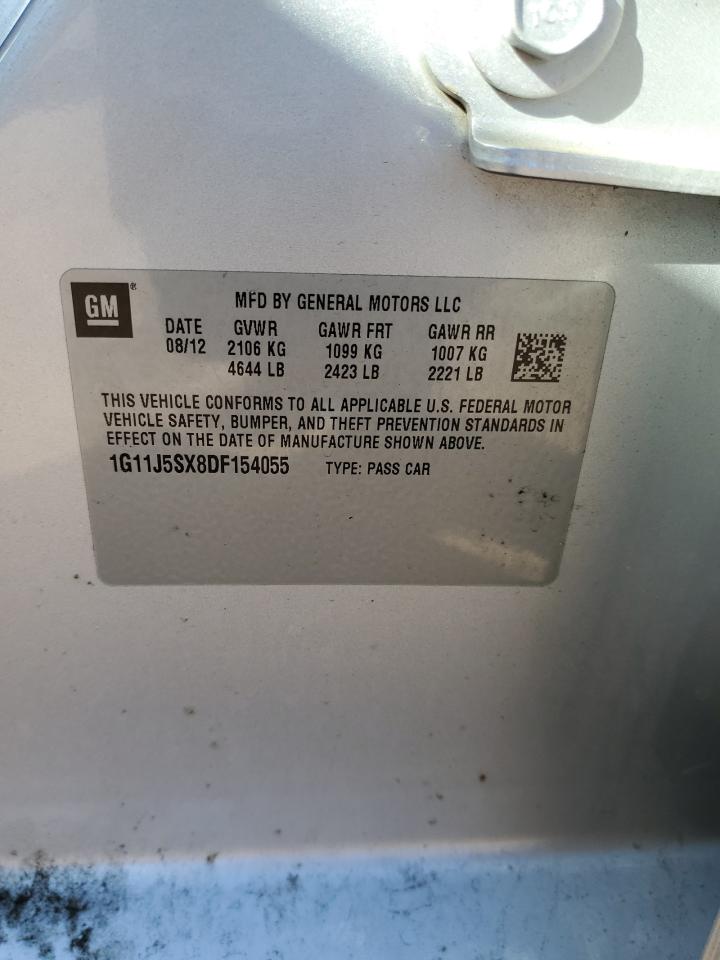 GM®
MFD BY GENERAL MOTORS LLC
DATE GVWR GAWR FRT GAWR RR
08/12 2106 KG 1099 KG 1007 KG
4644 LB 2423 LB 2221 LB
THIS VEHICLE CONFORMS TO ALL APPLICABLE U.S. FEDERAL MOTOR
VEHICLE SAFETY, BUMPER, AND THEFT PREVENTION STANDARDS IN
EFFECT ON THE DATE OF MANUFACTURE SHOWN ABOVE.
1G11J5SX8DF154055 TYPE: PASS CAR